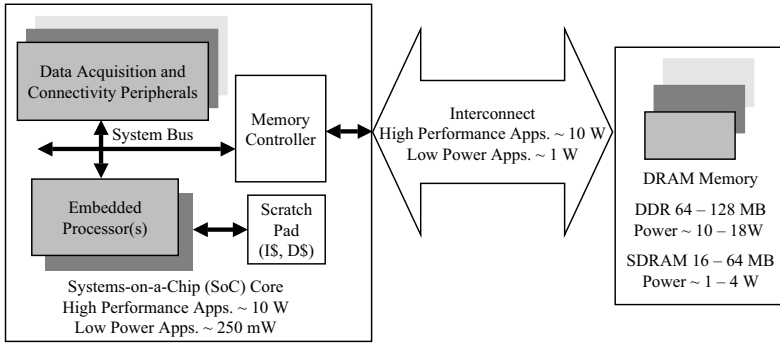 Data Acquisition and
Connectivity Peripherals
System Bus
Memory
Controller
Embedded
Processor(s)
Scratch
Pad
(I$, D$)
Systems-on-a-Chip (SoC) Core
High Performance Apps. ~ 10 W
Low Power Apps. ~ 250 mW
Interconnect
High Performance Apps. ~ 10 W
Low Power Apps. ~ 1 W
DRAM Memory
DDR 64 – 128 MB
Power ~ 10 – 18W
SDRAM 16 – 64 MB
Power ~ 1 – 4 W